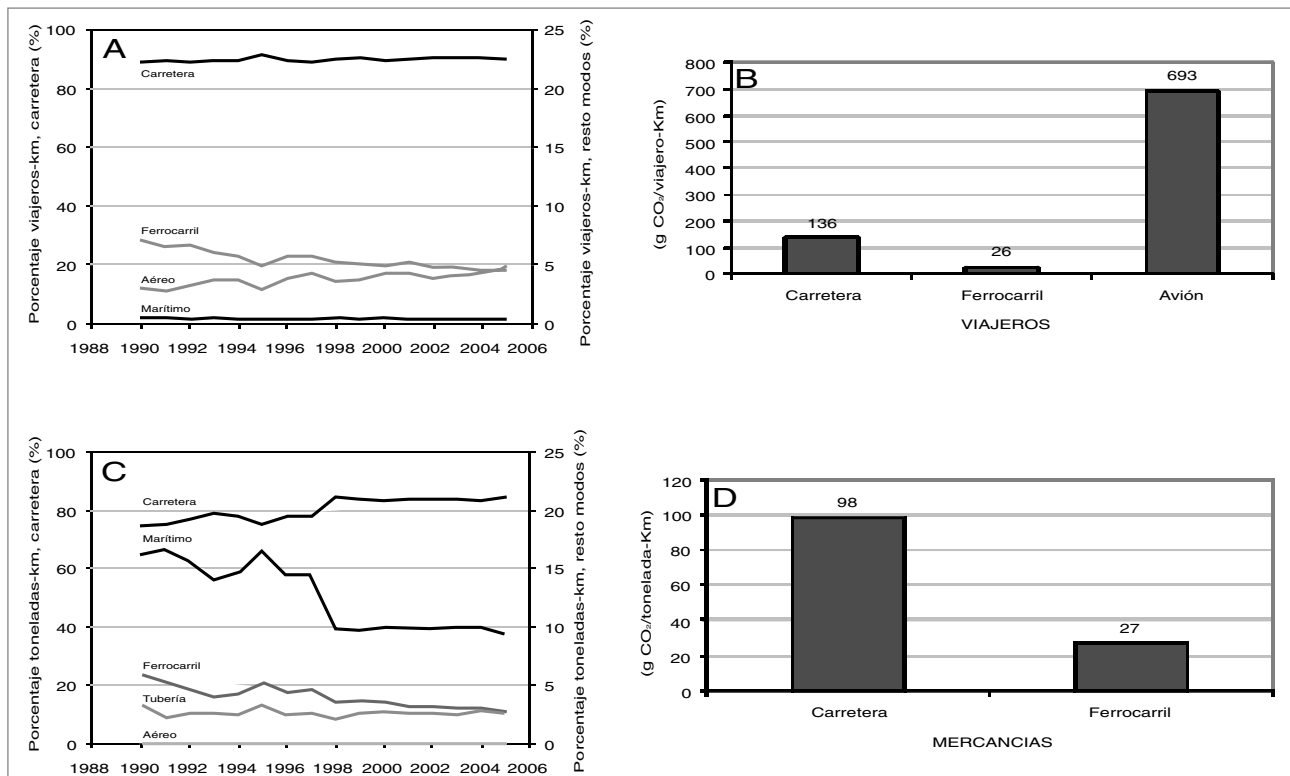 A
Porcentaje viajeros-km, carretera (%)
100
80
60
40
20
0
Porcentaje viajeros-km, resto modos (%)
25
20
15
10
5
0
Carretera
Ferrocarril
Aéreo
Marítimo
1988 1990 1992 1994 1996 1998 2000 2002 2004 2006
B
(g CO₂/viajero-Km)
800
700
600
500
400
300
200
100
0
136
26
693
Carretera Ferrocarril Avión
VIAJEROS
C
Porcentaje toneladas-km, carretera (%)
100
80
60
40
20
0
Porcentaje toneladas-km, resto modos (%)
25
20
15
10
5
0
Carretera
Marítimo
Ferrocarril
Tubería
Aéreo
1988 1990 1992 1994 1996 1998 2000 2002 2004 2006
D
(g CO₂/tonelada-Km)
120
100
80
60
40
20
0
98
27
Carretera Ferrocarril
MERCANCIAS